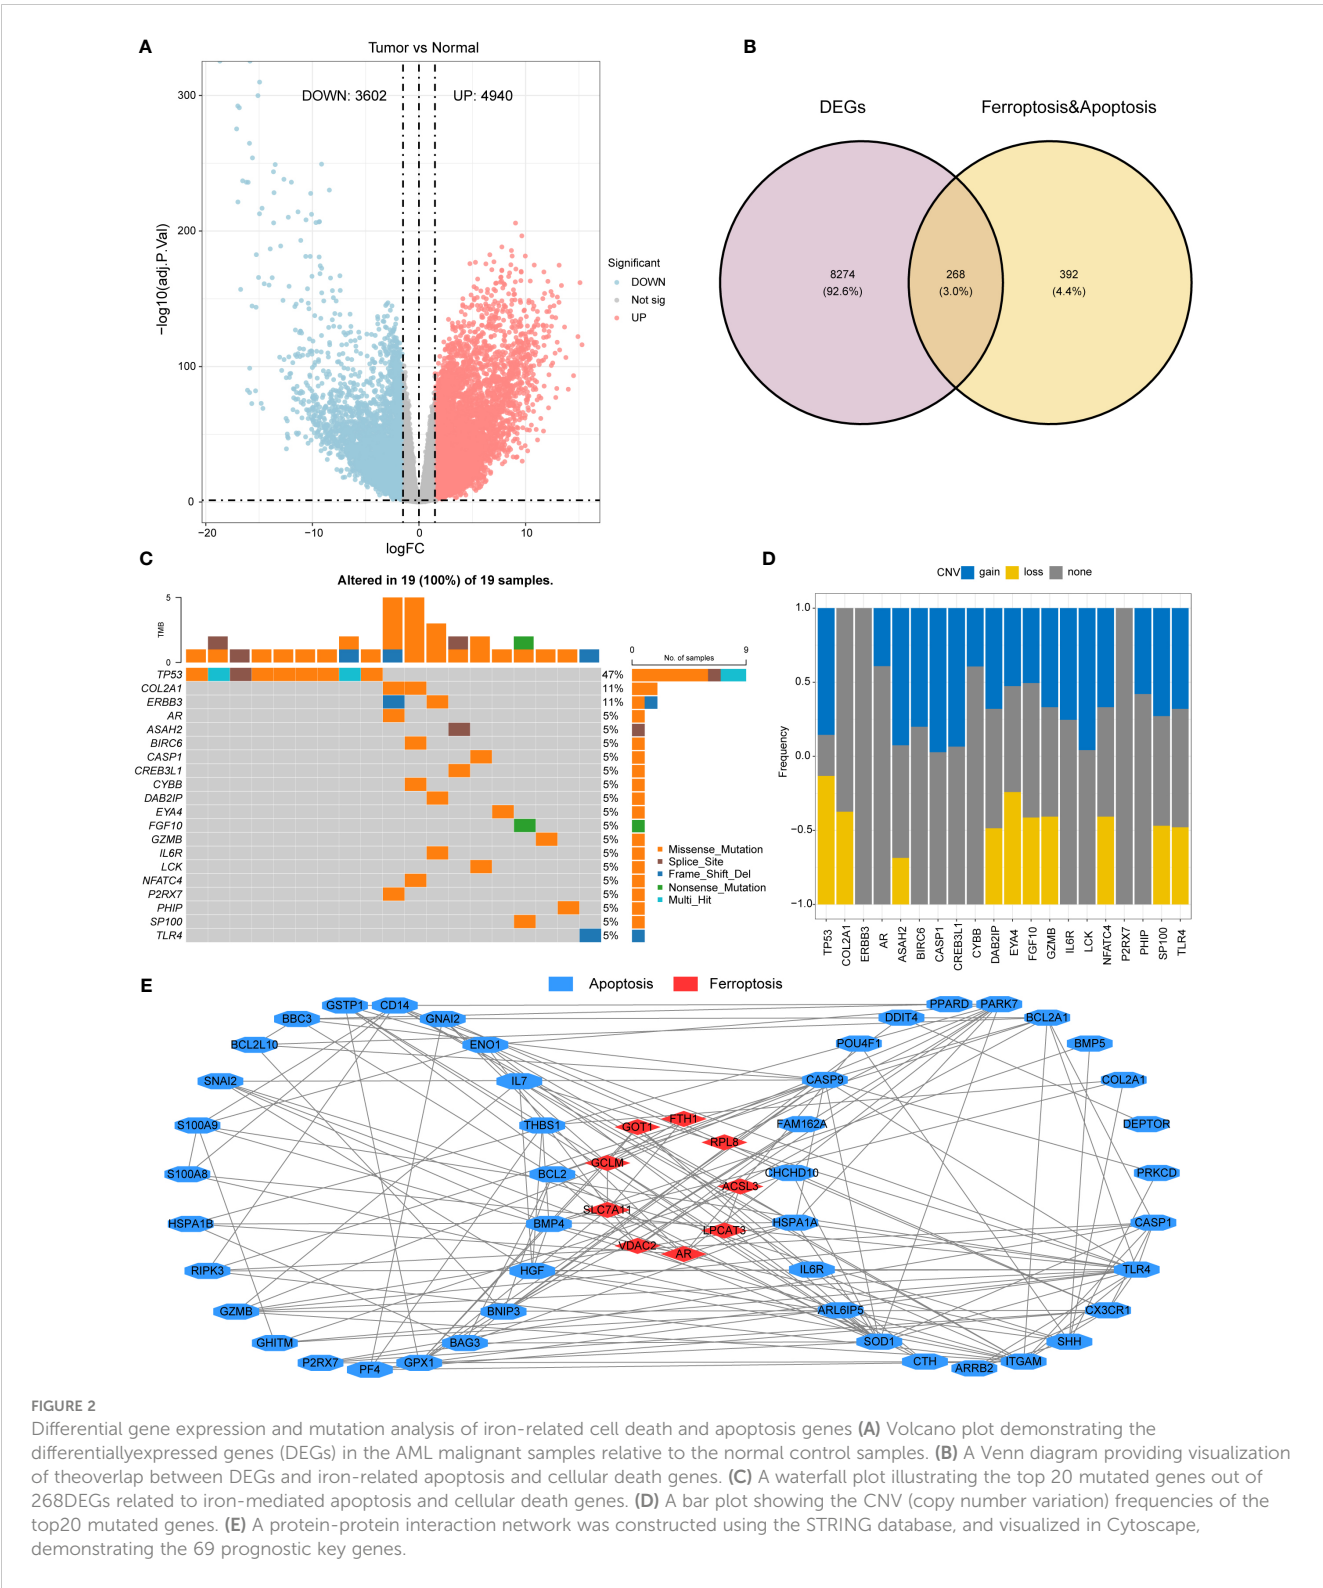 A
Tumor vs Normal
DOWN: 3602
UP: 4940
300
200
100
0
−log10(adj.P.Val)
−20
−10
0
10
logFC
Significant
DOWN
Not sig
UP
B
DEGs
Ferroptosis&Apoptosis
8274
(92.6%)
268
(3.0%)
392
(4.4%)
C
Altered in 19 (100%) of 19 samples.
5
0
TMB
0
9
No. of samples
TP53 47%
COL2A1 11%
ERBB3 11%
AR 5%
ASAH2 5%
BIRC6 5%
CASP1 5%
CREB3L1 5%
CYBB 5%
DAB2IP 5%
EYA4 5%
FGF10 5%
GZMB 5%
IL6R 5%
LCK 5%
NFATC4 5%
P2RX7 5%
PHIP 5%
SP100 5%
TLR4 5%
Missense_Mutation
Splice_Site
Frame_Shift_Del
Nonsense_Mutation
Multi_Hit
D
CNV gain loss none
1.0
0.5
0.0
−0.5
−1.0
Frequency
TP53
COL2A1
ERBB3
AR
ASAH2
BIRC6
CASP1
CREB3L1
CYBB
DAB2IP
EYA4
FGF10
GZMB
IL6R
LCK
NFATC4
P2RX7
PHIP
SP100
TLR4
E
Apoptosis
Ferroptosis
GSTP1
CD14
BBC3
GNAI2
BCL2L10
ENO1
SNAI2
IL7
S100A9
THBS1
S100A8
BCL2
HSPA1B
BMP4
RIPK3
HGF
GZMB
BNIP3
GHITM
BAG3
P2RX7
PF4
GPX1
GOT1
FTH1
RPL8
GCLM
ACSL3
SLC7A11
LPCAT3
VDAC2
AR
PPARD
PARK7
DDIT4
BCL2A1
POU4F1
BMP5
CASP9
COL2A1
FAM162A
DEPTOR
CHCHD10
PRKCD
HSPA1A
CASP1
IL6R
TLR4
ARL6IP5
CX3CR1
SOD1
SHH
CTH
ARRB2
ITGAM
FIGURE 2
Differential gene expression and mutation analysis of iron-related cell death and apoptosis genes (A) Volcano plot demonstrating the
differentiallyexpressed genes (DEGs) in the AML malignant samples relative to the normal control samples. (B) A Venn diagram providing visualization
of theoverlap between DEGs and iron-related apoptosis and cellular death genes. (C) A waterfall plot illustrating the top 20 mutated genes out of
268DEGs related to iron-mediated apoptosis and cellular death genes. (D) A bar plot showing the CNV (copy number variation) frequencies of the
top20 mutated genes. (E) A protein-protein interaction network was constructed using the STRING database, and visualized in Cytoscape,
demonstrating the 69 prognostic key genes.